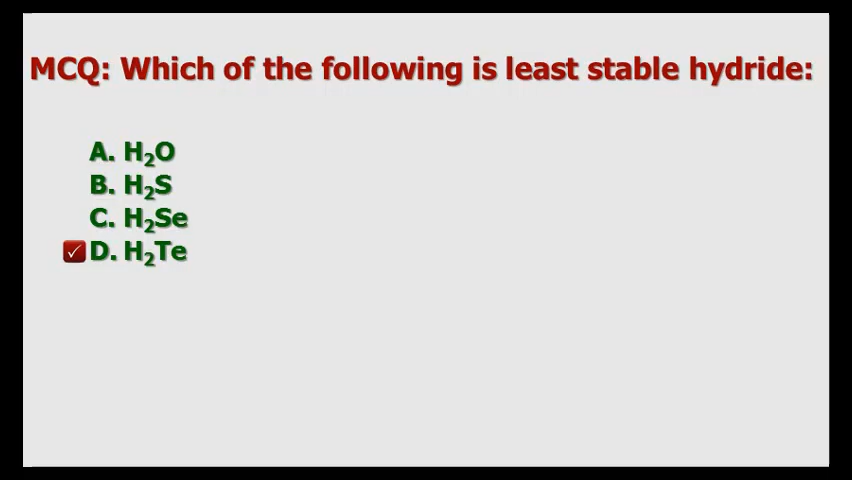 MCQ: Which of the following is least stable hydride:
A. H₂O
B. H₂S
C. H₂Se
D. H₂Te